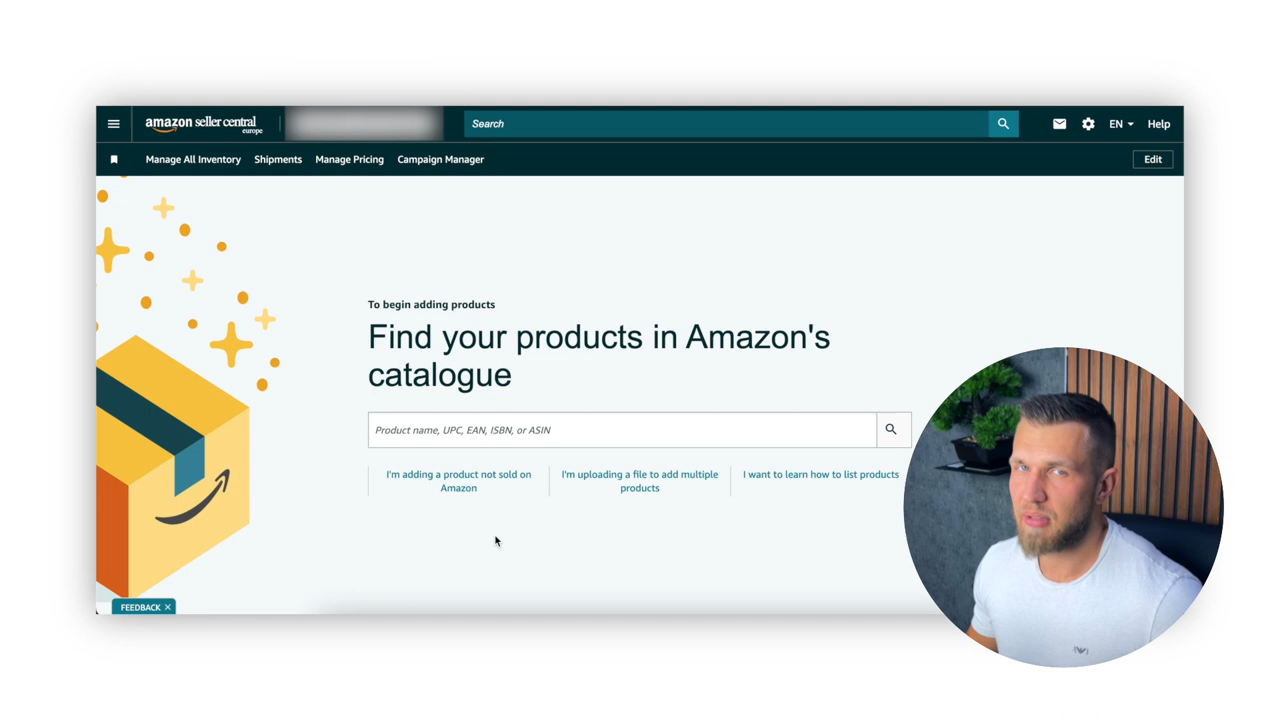 amazon seller central
europe
Search
EN
Help
Manage All Inventory
Shipments
Manage Pricing
Campaign Manager
Edit
To begin adding products
Find your products in Amazon's
catalogue
Product name, UPC, EAN, ISBN, or ASIN
I'm adding a product not sold on
Amazon
I'm uploading a file to add multiple
products
I want to learn how to list products
FEEDBACK